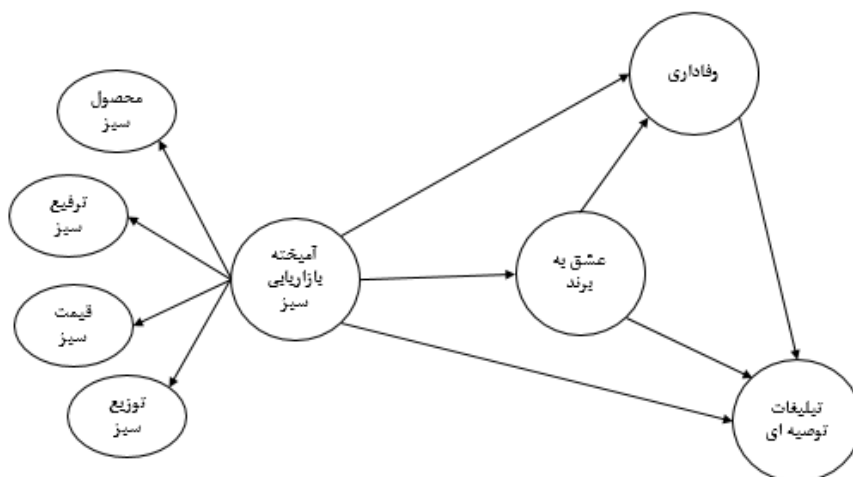 محصول
سبز
ترفیع
سبز
قیمت
سبز
توزیع
سبز
آمیخته
بازاریابی
سبز
عشق به
برند
وفاداری
تبلیغات
توصیه ای